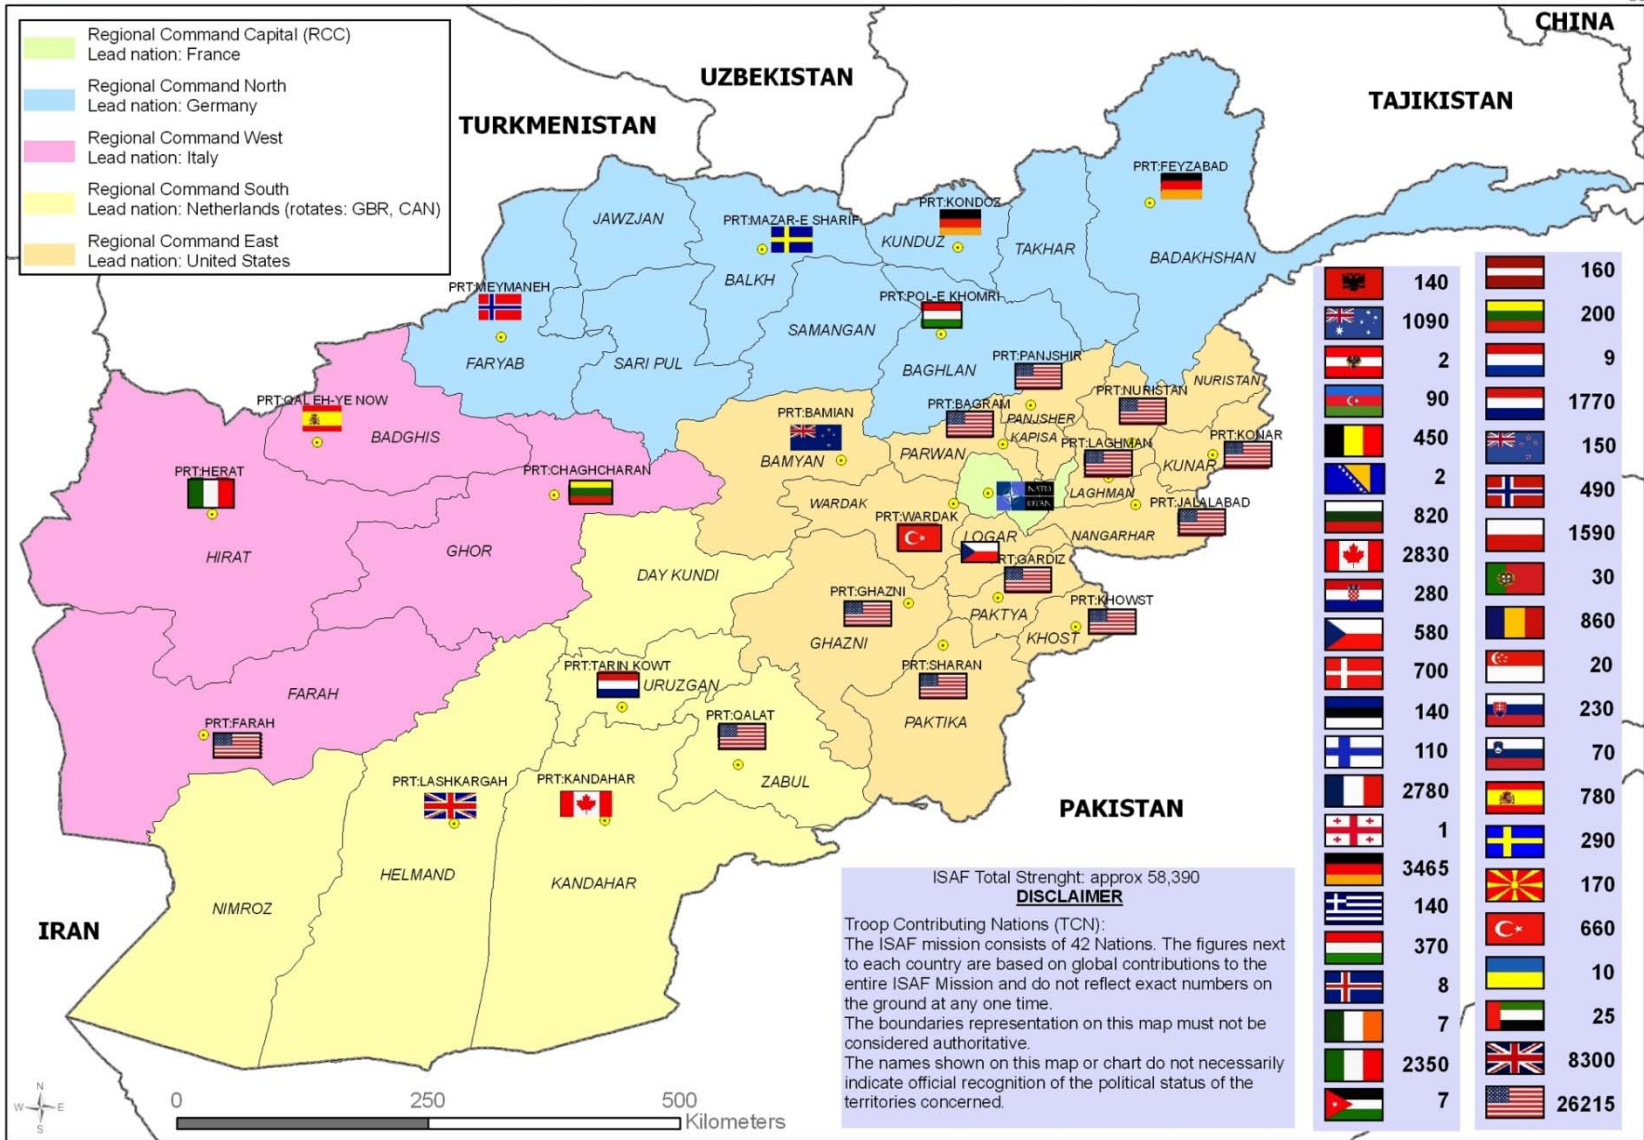 CHINA
Regional Command Capital (RCC)
Lead nation: France
Regional Command North
Lead nation: Germany
Regional Command West
Lead nation: Italy
Regional Command South
Lead nation: Netherlands (rotates: GBR, CAN)
Regional Command East
Lead nation: United States
UZBEKISTAN
TAJIKISTAN
TURKMENISTAN
PRT:FEYZABAD
PRT:KONDOZ
PRT:MAZAR-E SHARIF
JAWZJAN
KUNDUZ
TAKHAR
BADAKHSHAN
BALKH
PRT:MEYMANEH
PRT:POL-E KHOMRI
SAMANGAN
FARYAB
SARI PUL
BAGHLAN
PRT:PANJSHIR
NURISTAN
PRT:NURISTAN
PRT:QAL EH-YE NOW
PRT:BAMIAN
PRT:BAGRAM
PANJSHER
BADGHIS
KAPISA
PRT:LAGHMAN
PRT:KONAR
PARWAN
BAMYAN
KUNAR
PRT:HERAT
PRT:CHAGHCHARAN
NATO
OTAN
LAGHMAN
WARDAK
PRT:JALALABAD
PRT:WARDAK
LOGAR
NANGARHAR
HIRAT
GHOR
PRT:GARDIZ
DAY KUNDI
PRT:GHAZNI
PRT:KHOWST
PAKTYA
GHAZNI
KHOST
PRT:TARIN KOWT
PRT:SHARAN
URUZGAN
FARAH
PRT:FARAH
PRT:QALAT
PAKTIKA
PRT:LASHKARGAH
PRT:KANDAHAR
ZABUL
PAKISTAN
HELMAND
KANDAHAR
NIMROZ
IRAN
ISAF Total Strenght: approx 58,390
DISCLAIMER
Troop Contributing Nations (TCN):
The ISAF mission consists of 42 Nations. The figures next
to each country are based on global contributions to the
entire ISAF Mission and do not reflect exact numbers on
the ground at any one time.
The boundaries representation on this map must not be
considered authoritative.
The names shown on this map or chart do not necessarily
indicate official recognition of the political status of the
territories concerned.
140
1090
2
90
450
2
820
2830
280
580
700
140
110
2780
1
3465
140
370
8
7
2350
7
160
200
9
1770
150
490
1590
30
860
20
230
70
780
290
170
660
10
25
8300
26215
N
W E
S
0 250 500
Kilometers